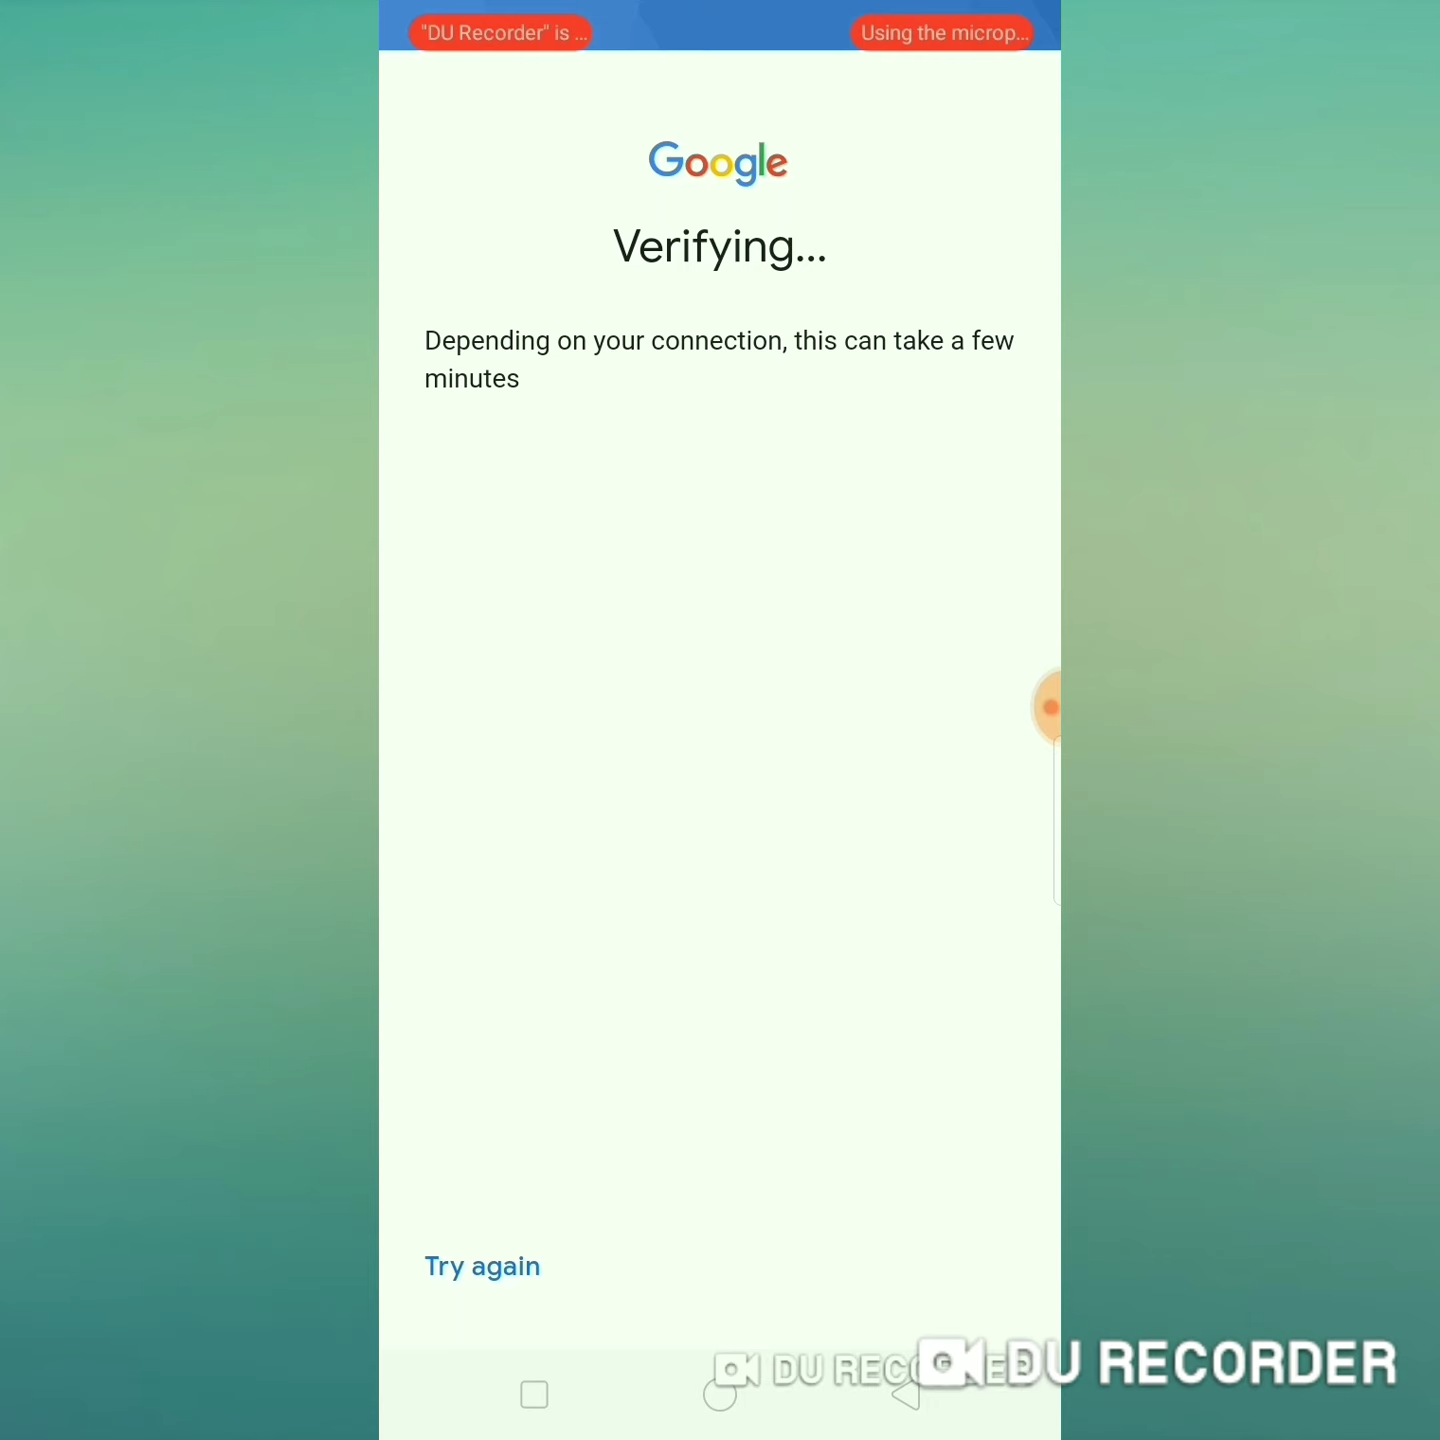 "DU Recorder" is ...
Using the microp...
Google
Verifying...
Depending on your connection, this can take a few
minutes
Try again
DU RECORDER
DU RECORDER